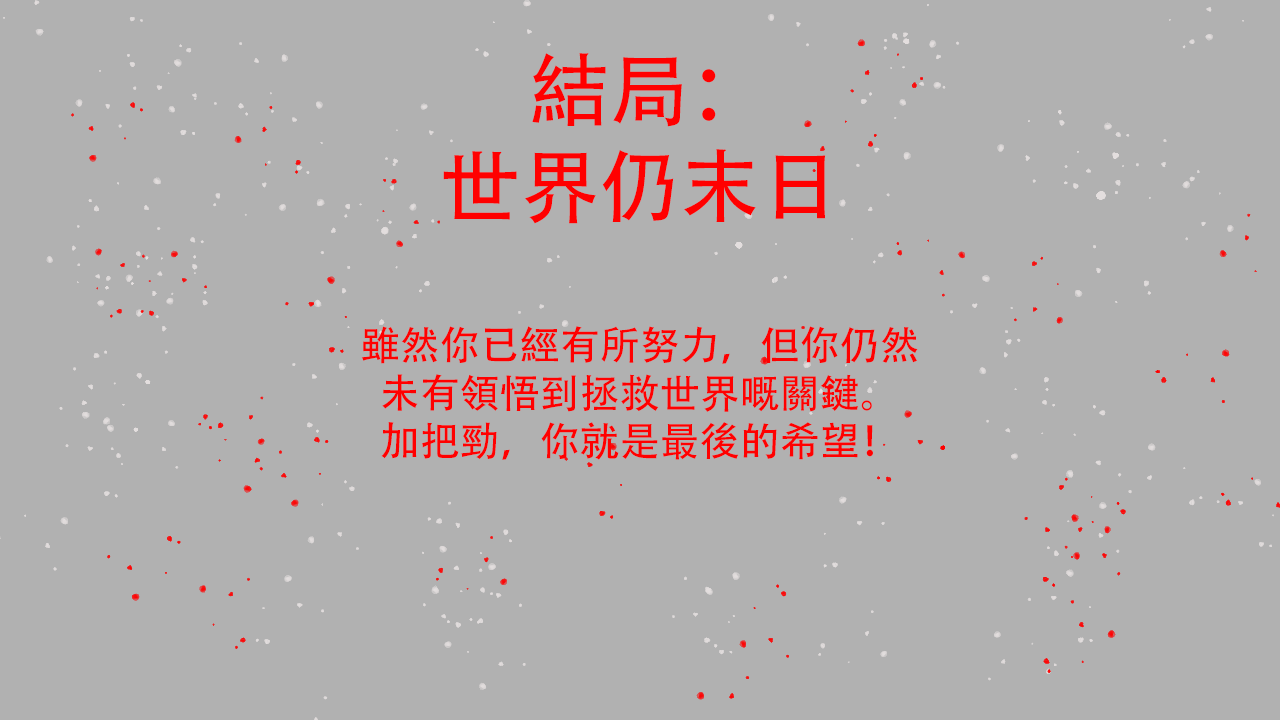 結局：
世界仍末日
雖然你已經有所努力，但你仍然
未有領悟到拯救世界嘅關鍵。
加把勁，你就是最後的希望！